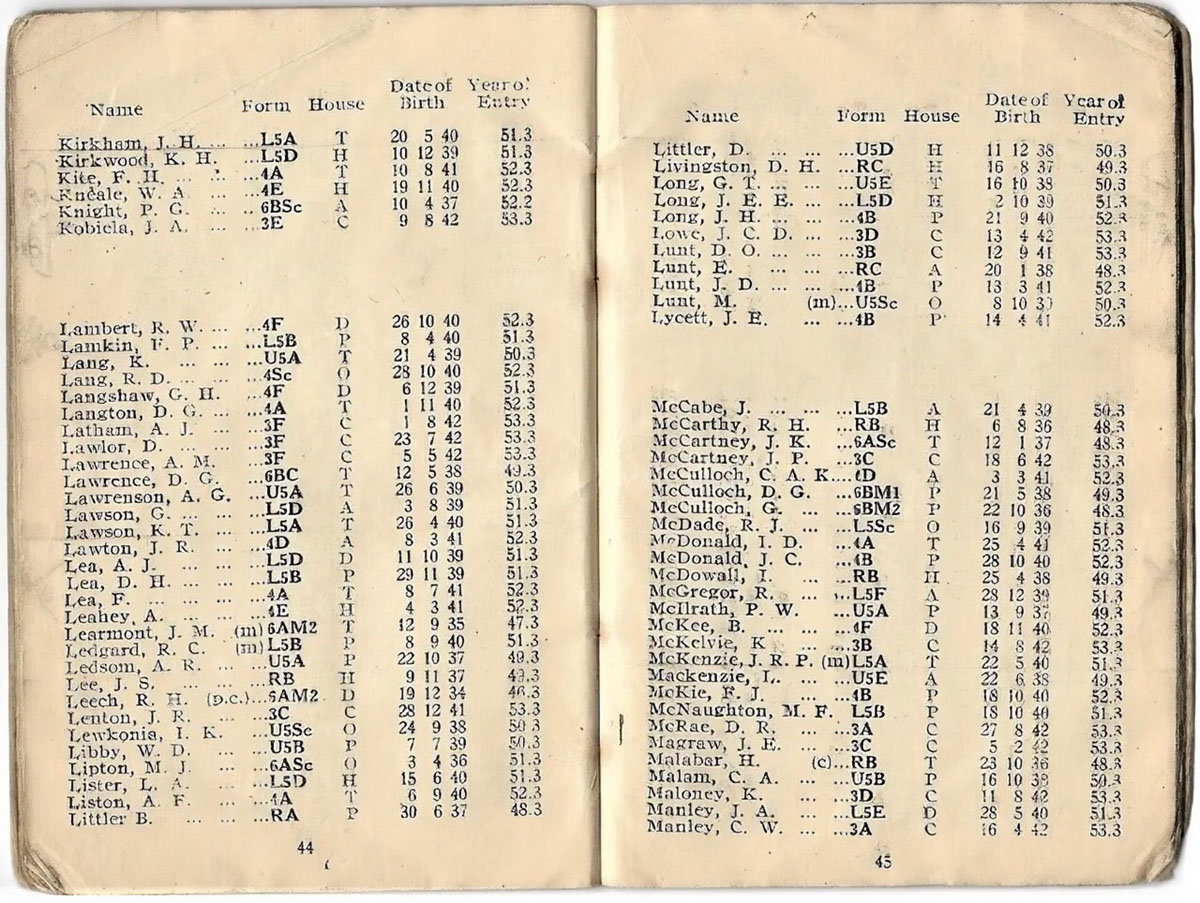 Name Form House Date of Birth Year of Entry
Kirkham, J. H. ... ...L5A T 20 5 40 51.3
Kirkwood, K. H. ...L5D H 10 12 39 51.3
Kite, F. H. ... ... ...4A T 10 8 41 52.3
Kneale, W. A ... ...4E H 19 11 40 52.3
Knight, P. G. ... ...6BSc A 10 4 37 52.2
Kobiela, J. A. ... ...3E C 9 8 42 53.3
Lambert, R. W. ... ...4F D 26 10 40 52.3
Lamkin, F. P. ... ...L5B P 8 4 40 51.3
Lang, K. ... ... ...U5A T 21 4 39 50.3
Lang, R. D. ... ... ...4Sc O 28 10 40 52.3
Langshaw, G. H. ...4F D 6 12 39 51.3
Langton, D. G. ... ...4A T 1 11 40 52.3
Latham, A. J. ... ...3F C 1 8 42 53.3
Lawlor, D. ... ... ...3F C 23 7 42 53.3
Lawrence, A. M. ...3F C 5 5 42 53.3
Lawrence, D. G. ...6BC T 12 5 38 49.3
Lawrenson, A. G. ...U5A T 26 6 39 50.3
Lawson, G. ... ... ...L5D A 3 8 39 51.3
Lawson, K. T. ... ...L5A T 26 4 40 51.3
Lawton, J. R. ... ...4D A 8 3 41 52.3
Lea, A. J. ... ... ...L5D D 11 10 39 51.3
Lea, D. H. ... ... ...L5B P 29 11 39 51.3
Lea, F. ... ... ... ...4A T 8 7 41 52.3
Leahey, A. ... ... ...4E H 4 3 41 52.3
Learmont, J. M. (m) 6AM2 T 12 9 35 47.3
Ledgard, R. C. (m) L5B P 8 9 40 51.3
Ledsom, A. R. ... ...U5A P 22 10 37 49.3
Lee, J. S. ... ... ...RB H 9 11 37 49.3
Leech, R. H. (p.c.)...6AM2 D 19 12 34 46.3
Lenton, J. R. ... ...3C C 28 12 41 53.3
Lewkonia, I. K. ...U5Sc O 24 9 38 50 3
Libby, W. D. ... ...U5B P 7 7 39 50.3
Lipton, M. J. ... ...6ASc O 3 4 36 51.3
Lister, L. A. ... ...L5D H 15 6 40 51.3
Liston, A. F. ... ...4A T 6 9 40 52.3
Littler B. ... ... ...RA P 30 6 37 48.3
44
Name Form House Date of Birth Year of Entry
Littler, D. ... ... ...U5D H 11 12 38 50.3
Livingston, D. H. ...RC H 16 8 37 49.3
Long, G. T. ... ...U5E T 16 10 38 50.3
Long, J. E. E. ... ...L5D H 2 10 39 51.3
Long, J. H. ... ... ...4B P 21 9 40 52.3
Lowe, J. C. D. ... ...3D C 13 4 42 53.3
Lunt, D. O. ... ... ...3B C 12 9 41 53.3
Lunt, E. ... ... ...RC A 20 1 38 48.3
Lunt, J. D. ... ... ...4B P 13 3 41 52.3
Lunt, M. (m)...U5Sc O 8 10 39 50.3
Lycett, J. E. ... ...4B P 14 4 41 52.3
McCabe, J. ... ... ...L5B A 21 4 39 50.3
McCarthy, R. H. ...RB H 6 8 36 48.3
McCartney, J. K. ...6ASc T 12 1 37 48.3
McCartney, J. P. ...3C C 18 6 42 53.3
McCulloch, C. A. K....4D A 3 3 41 52.3
McCulloch, D. G. ...6BM1 P 21 5 38 49.3
McCulloch, G. ...6BM2 P 22 10 36 48.3
McDade, R. J. ...L5Sc O 16 9 39 51.3
McDonald, I. D. ...4A T 25 4 41 52.3
McDonald, J. C. ...4B P 28 10 40 52.3
McDowall, I. ... ...RB H 25 4 38 49.3
McGregor, R. ... ...L5F A 28 12 39 51.3
McIlrath, P. W. ...U5A P 13 9 37 49.3
McKee, B. ... ...4F D 18 11 40 52.3
McKelvie, K ... ...3B C 14 8 42 53.3
McKenzie, J. R. P. (m)L5A T 22 5 40 51.3
Mackenzie, L. ... ...U5E A 22 6 38 49.3
McKie, F. J. ... ...4B P 18 10 40 52.3
McNaughton, M. F. L5B P 18 10 40 51.3
McRae, D. R. ... ...3A C 27 8 42 53.3
Magraw, J. E. ... ...3C C 5 2 42 53.3
Malabar, H. (c)...RB T 23 10 36 48.3
Malam, C. A. ... ...U5B P 16 10 38 50.3
Maloney, K. ... ...3D C 11 8 42 53.3
Manley, J. A. ... ...L5E D 28 5 40 51.3
Manley, C. W. ... ...3A C 16 4 42 53.3
45